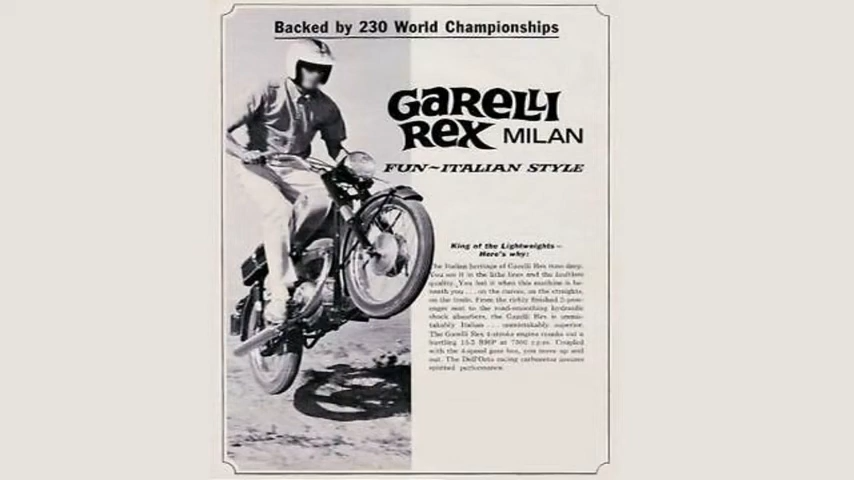 Backed by 230 World Championships
GARELLI
REX MILAN
FUN~ITALIAN STYLE
King of the Lightweights—
Here's why:
The Italian heritage of Garelli Rex runs deep.
You see it in the lithe lines and the faultless
quality. You feel it when this machine is be-
neath you . . . on the curves, on the straights,
on the trails. From the richly finished 2-pas-
senger seat to the road-smoothing hydraulic
shock absorbers, the Garelli Rex is unmis-
takably Italian . . . unmistakably superior.
The Garelli Rex 4-stroke engine cranks out a
bustling 15.5 BHP at 7500 r.p.m. Coupled
with the 4-speed gear box, you move up and
out. The Dell'Orto racing carburetor assures
spirited performance.